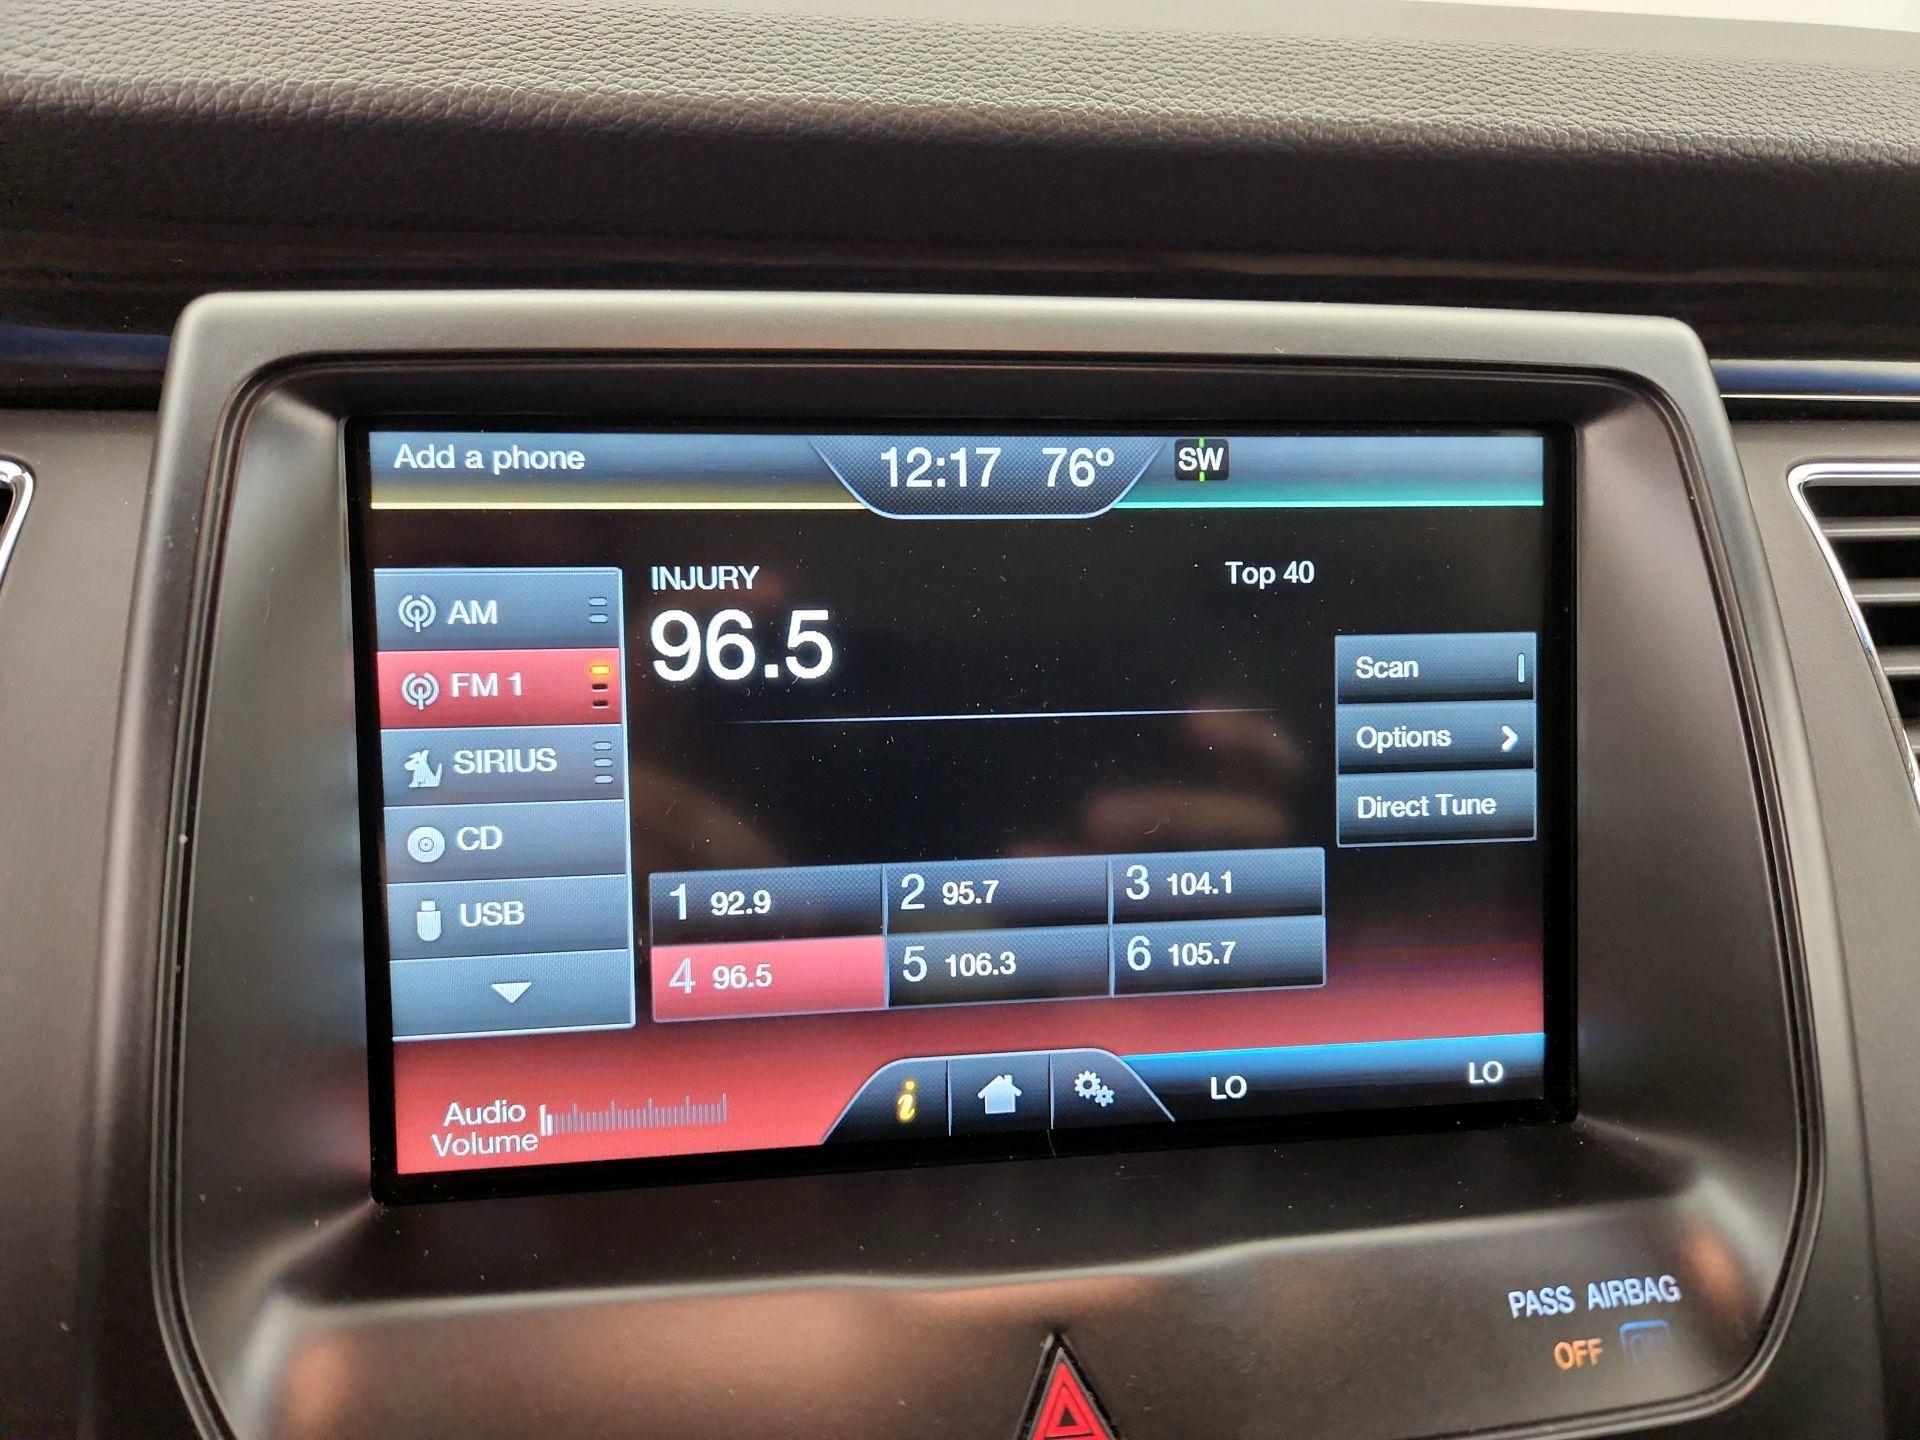 Add a phone
12:17 76º SW
INJURY
Top 40
96.5
AM
FM 1
SIRIUS
CD
USB
Scan
Options
Direct Tune
1 92.9
2 95.7
3 104.1
4 96.5
5 106.3
6 105.7
Audio
Volume
i
LO
LO
PASS AIRBAG
OFF ON